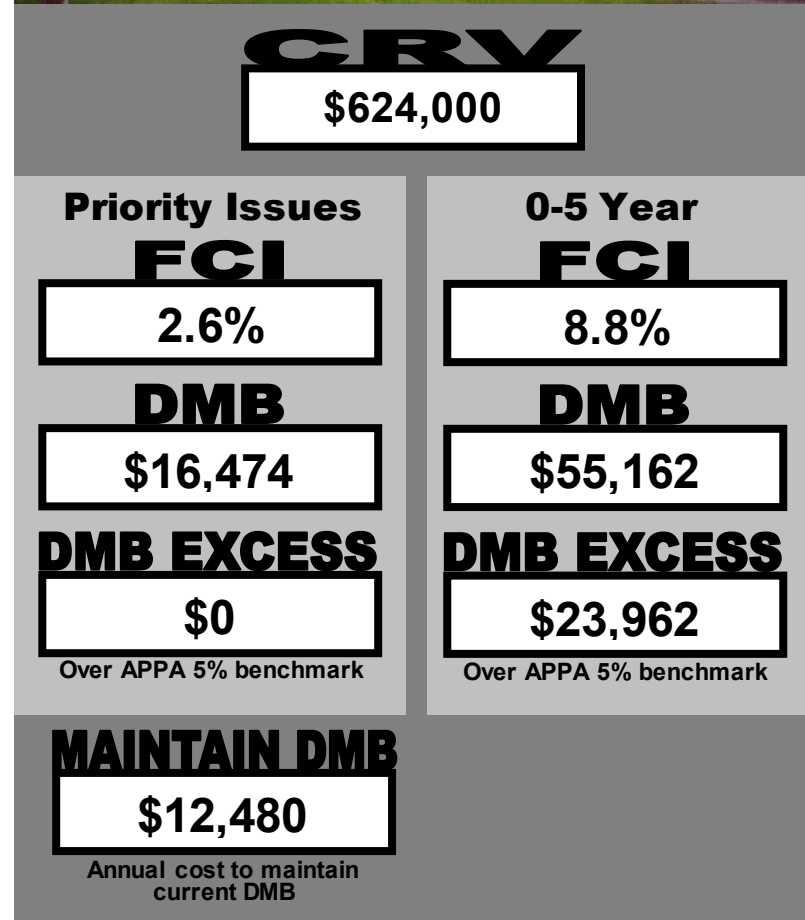 CRV
$624,000
Priority Issues
FCI
2.6%
DMB
$16,474
DMB EXCESS
$0
Over APPA 5% benchmark
0-5 Year
FCI
8.8%
DMB
$55,162
DMB EXCESS
$23,962
Over APPA 5% benchmark
MAINTAIN DMB
$12,480
Annual cost to maintain
current DMB